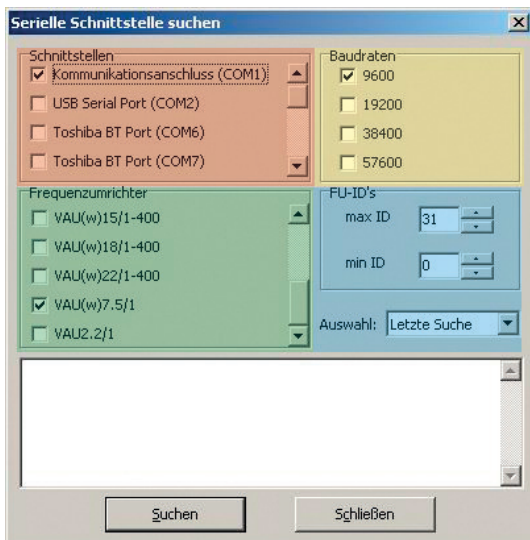 Serielle Schnittstelle suchen
Schnittstellen
Kommunikationsanschluss (COM1)
USB Serial Port (COM2)
Toshiba BT Port (COM6)
Toshiba BT Port (COM7)
Baudraten
9600
19200
38400
57600
Frequenzumrichter
VAU(w)15/1-400
VAU(w)18/1-400
VAU(w)22/1-400
VAU(w)7.5/1
VAU2.2/1
FU-ID's
max ID 31
min ID 0
Auswahl: Letzte Suche
Suchen Schließen